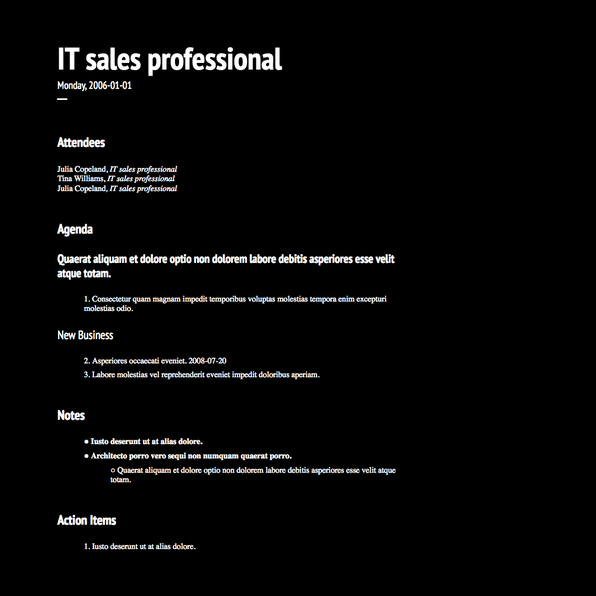 IT sales professional
Monday, 2006-01-01
Attendees
Julia Copeland, IT sales professional
Tina Williams, IT sales professional
Julia Copeland, IT sales professional
Agenda
Quaerat aliquam et dolore optio non dolorem labore debitis asperiores esse velit
atque totam.
1. Consectetur quam magnam impedit temporibus voluptas molestias tempora enim excepturi
molestias odio.
New Business
2. Asperiores occaecati eveniet. 2008-07-20
3. Labore molestias vel reprehenderit eveniet impedit doloribus aperiam.
Notes
● Iusto deserunt ut at alias dolore.
● Architecto porro vero sequi non numquam quaerat porro.
○ Quaerat aliquam et dolore optio non dolorem labore debitis asperiores esse velit atque
totam.
Action Items
1. Iusto deserunt ut at alias dolore.